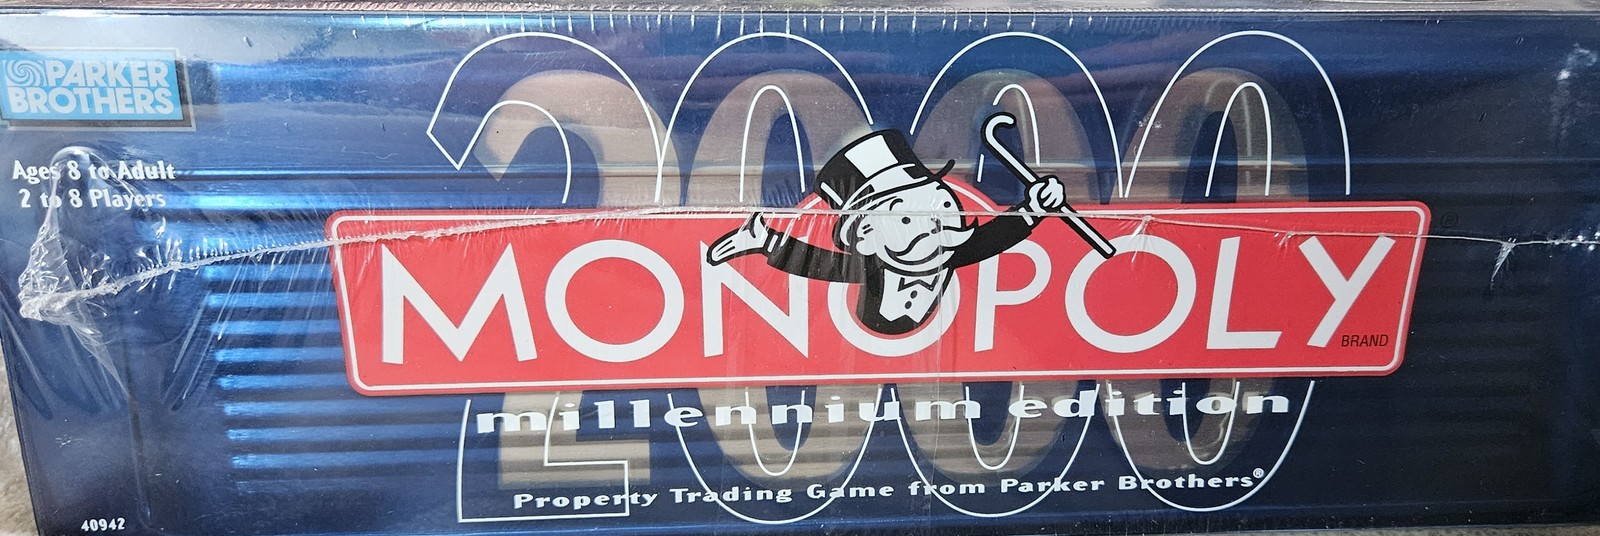 PARKER
BROTHERS
Ages 8 to Adult
2 to 8 Players
2000
MONOPOLY
BRAND
®
millennium edition
Property Trading Game from Parker Brothers®
40942